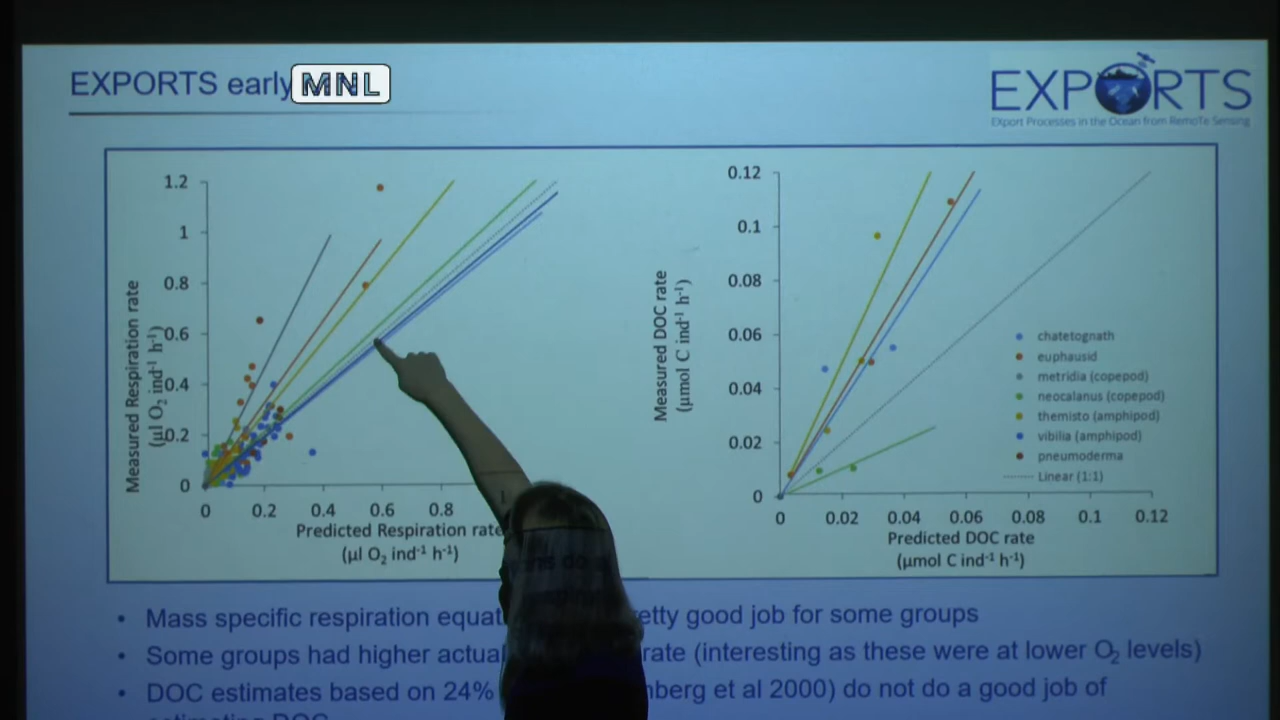 EXPORTS early
MNL
EXPORTS
EXport Processes in the Ocean from RemoTe Sensing
1.2
1
0.8
0.6
0.4
0.2
0
Measured Respiration rate
(µl O₂ ind⁻¹ h⁻¹)
0 0.2 0.4 0.6 0.8
Predicted Respiration rate
(µl O₂ ind⁻¹ h⁻¹)
0.12
0.1
0.08
0.06
0.04
0.02
0
Measured DOC rate
(µmol C ind⁻¹ h⁻¹)
0 0.02 0.04 0.06 0.08 0.1 0.12
Predicted DOC rate
(µmol C ind⁻¹ h⁻¹)
chatetognath
euphausid
metridia (copepod)
neocalanus (copepod)
themisto (amphipod)
vibilia (amphipod)
pneumoderma
Linear (1:1)
• Mass specific respiration good job for some groups
• Some groups had higher actual rate (interesting as these were at lower O₂ levels)
• DOC estimates based on 24% et al 2000) do not do a good job of